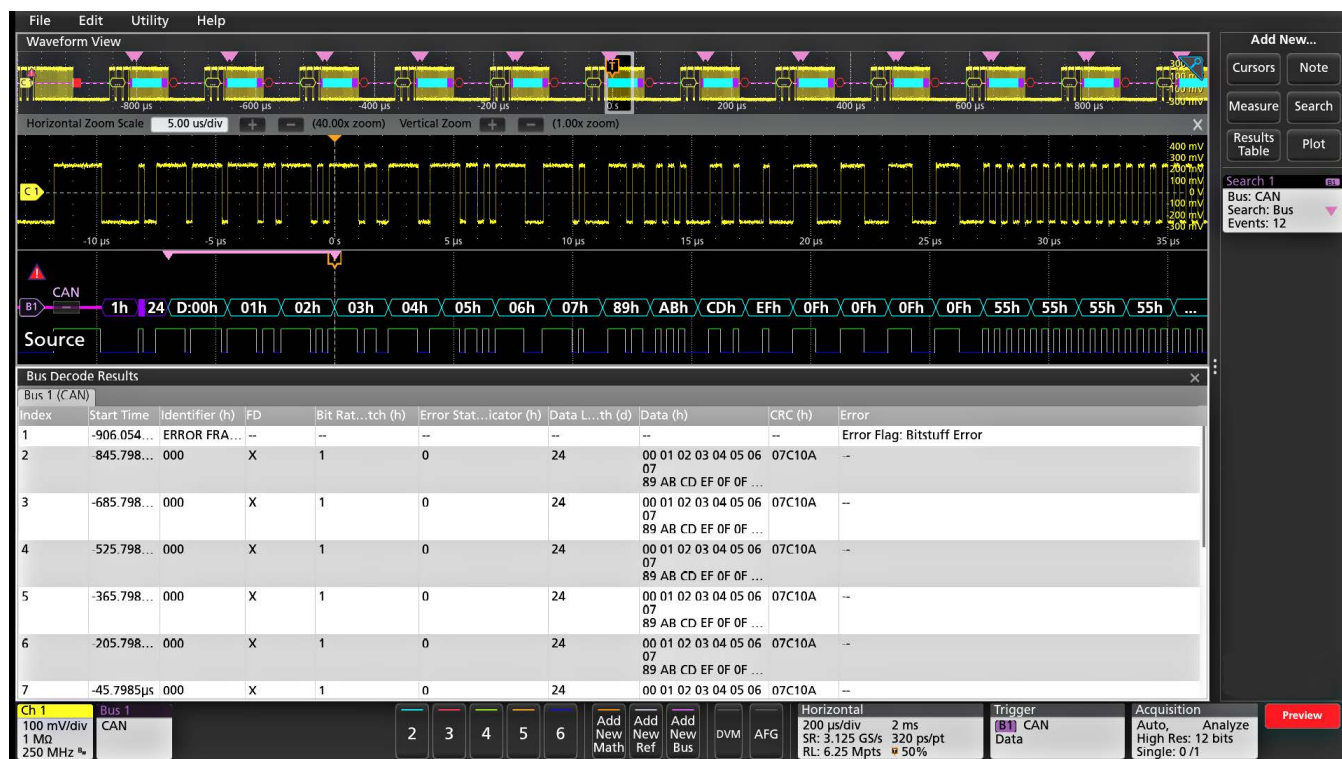 File Edit Utility Help
Waveform View
Add New...
Cursors Note
Measure Search
Results Table Plot
Search 1 B1
Bus: CAN
Search: Bus
Events: 12
-800 µs -600 µs -400 µs -200 µs 0 s 200 µs 400 µs 600 µs 800 µs
Horizontal Zoom Scale 5.00 us/div + - (40.00x zoom) Vertical Zoom + - (1.00x zoom) X
400 mV
300 mV
200 mV
100 mV
0 V
-100 mV
-200 mV
-300 mV
C 1
-10 µs -5 µs 0 s 5 µs 10 µs 15 µs 20 µs 25 µs 30 µs 35 µs
CAN
B1 1h 24 D:00h 01h 02h 03h 04h 05h 06h 07h 89h ABh CDh EFh 0Fh 0Fh 0Fh 0Fh 55h 55h 55h 55h ...
Source
Bus Decode Results
Bus 1 (CAN)
Index Start Time Identifier (h) FD Bit Rat...tch (h) Error Stat...icator (h) Data L...th (d) Data (h) CRC (h) Error
1 -906.054... ERROR FRA... -- -- -- -- -- -- Error Flag: Bitstuff Error
2 -845.798... 000 X 1 0 24 00 01 02 03 04 05 06 07C10A --
07
89 AB CD EF 0F 0F ...
3 -685.798... 000 X 1 0 24 00 01 02 03 04 05 06 07C10A --
07
89 AB CD EF 0F 0F ...
4 -525.798... 000 X 1 0 24 00 01 02 03 04 05 06 07C10A --
07
89 AB CD EF 0F 0F ...
5 -365.798... 000 X 1 0 24 00 01 02 03 04 05 06 07C10A --
07
89 AB CD EF 0F 0F ...
6 -205.798... 000 X 1 0 24 00 01 02 03 04 05 06 07C10A --
07
89 AB CD EF 0F 0F ...
7 -45.7985µs 000 X 1 0 24 00 01 02 03 04 05 06 07C10A --
Ch 1
100 mV/div
1 MΩ
250 MHz
Bus 1
CAN
2 3 4 5 6
Add New Math
Add New Ref
Add New Bus
DVM AFG
Horizontal
200 µs/div 2 ms
SR: 3.125 GS/s 320 ps/pt
RL: 6.25 Mpts 50%
Trigger
B1 CAN
Data
Acquisition
Auto, Analyze
High Res: 12 bits
Single: 0 /1
Preview